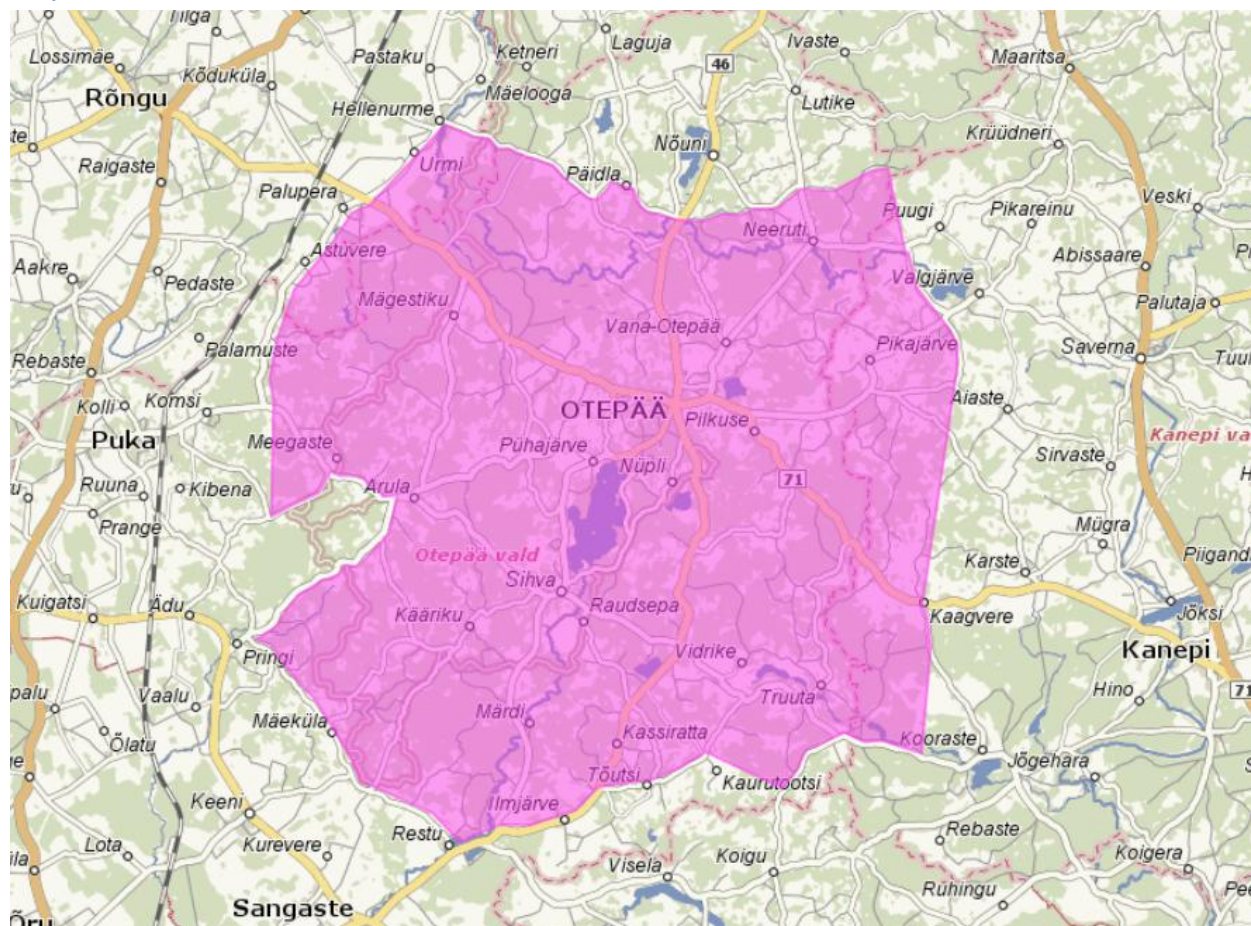 Laguja
Ivaste
Lossimäe
Pastaku
Ketneri
46
Maaritsa
Kõduküla
Rõngu
Mäelooga
Lutike
Hellenurme
Krüüdneri
Nõuni
Raigaste
Urmi
Päidla
Palupera
Veski
Puugi
Pikareinu
Neeruti
Astuvere
Abissaare
Aakre
Pedaste
Valgjärve
Mägestiku
Palutaja
Vana-Otepää
Palamuste
Pikajärve
Saverna
Rebaste
Kolli
Komsi
OTEPÄÄ
Pilkuse
Aiaste
Puka
Meegaste
Pühajärve
Nüpli
Kanepi va
Sirvaste
Ruuna
Kibena
Arula
71
Prange
Mügra
Otepää vald
Karste
Piigand
Sihva
Kuigatsi
Ädu
Kääriku
Raudsepa
Kaagvere
Jõksi
Pringi
Vidrike
Kanepi
Vaalu
Truuta
Hino
71
palu
Mäeküla
Märdi
Õlatu
Kassiratta
Kooraste
Jõgehara
Tõutsi
Kaurutootsi
Keeni
Ilmjärve
Restu
Rebaste
Lota
Kurevere
Visela
Koigu
Koigera
Rühingu
Sangaste
Õru